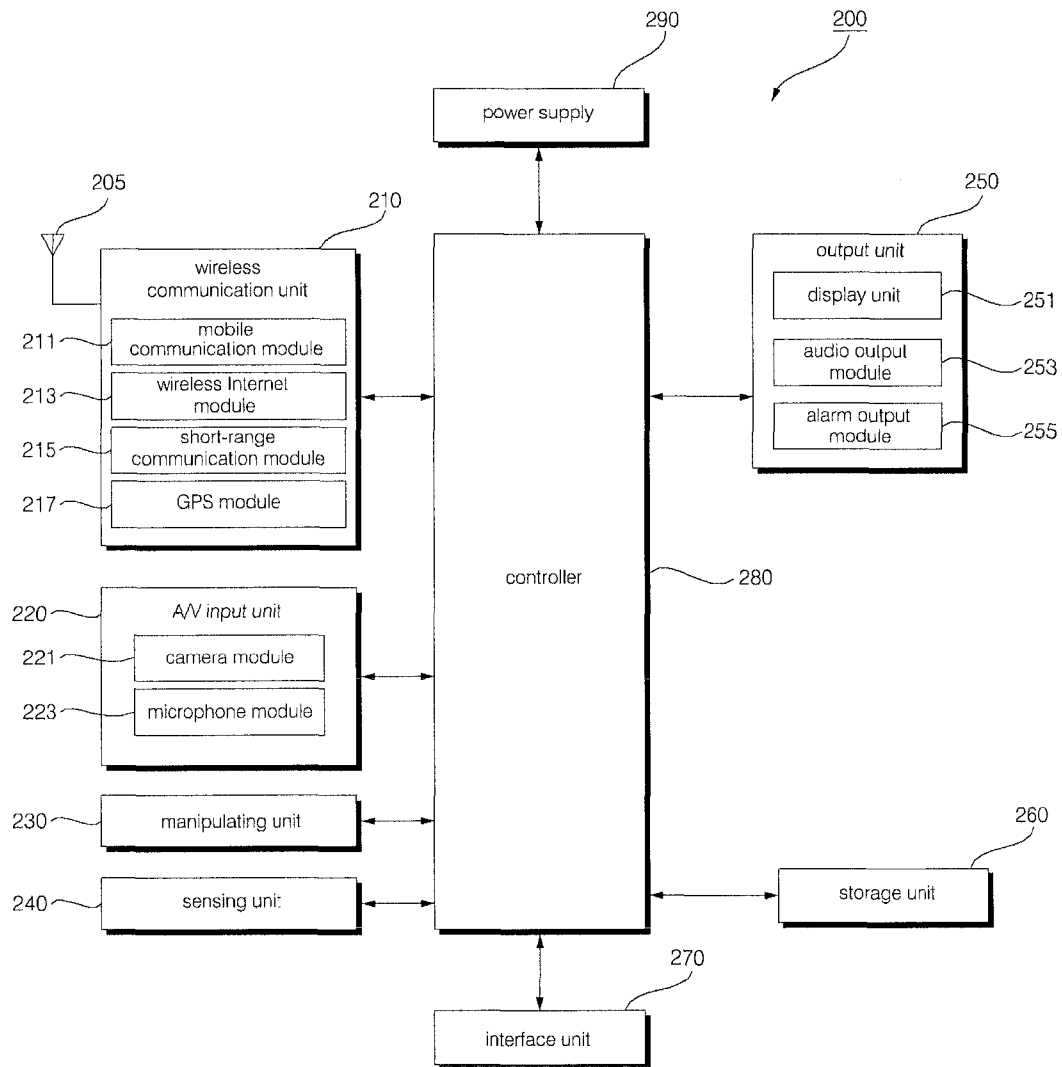 200
290
power supply
205
210
wireless
communication unit
211
mobile
communication module
213
wireless Internet
module
215
short-range
communication module
217
GPS module
250
output unit
display unit
251
audio output
module
253
alarm output
module
255
controller
280
220
A/V input unit
221
camera module
223
microphone module
230
manipulating unit
240
sensing unit
260
storage unit
270
interface unit